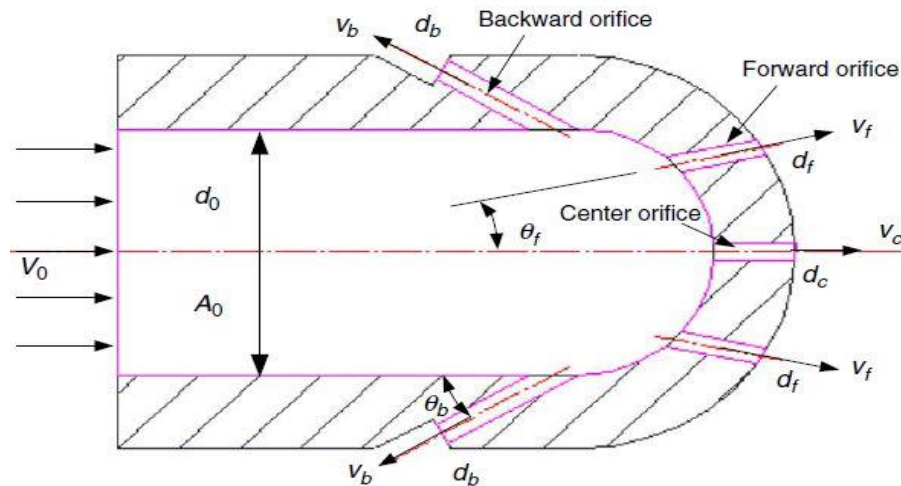 v_b
d_b
Backward orifice
Forward orifice
v_f
d_f
d_0
θ_f
Center orifice
v_c
V_0
d_c
A_0
d_f
v_f
θ_b
v_b
d_b